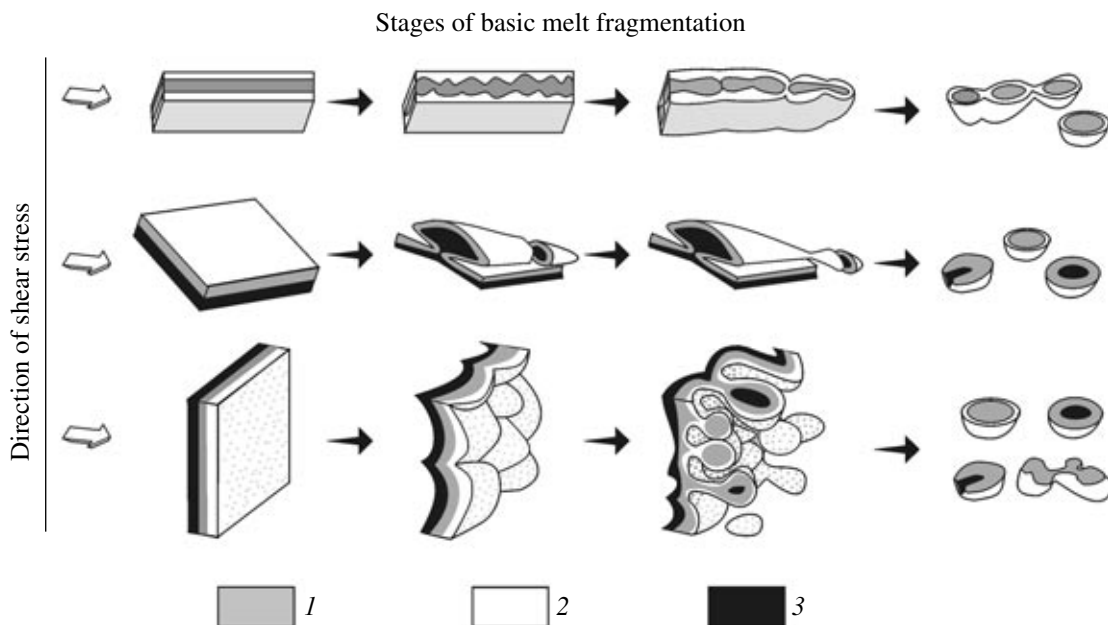 Stages of basic melt fragmentation
Direction of shear stress
1
2
3